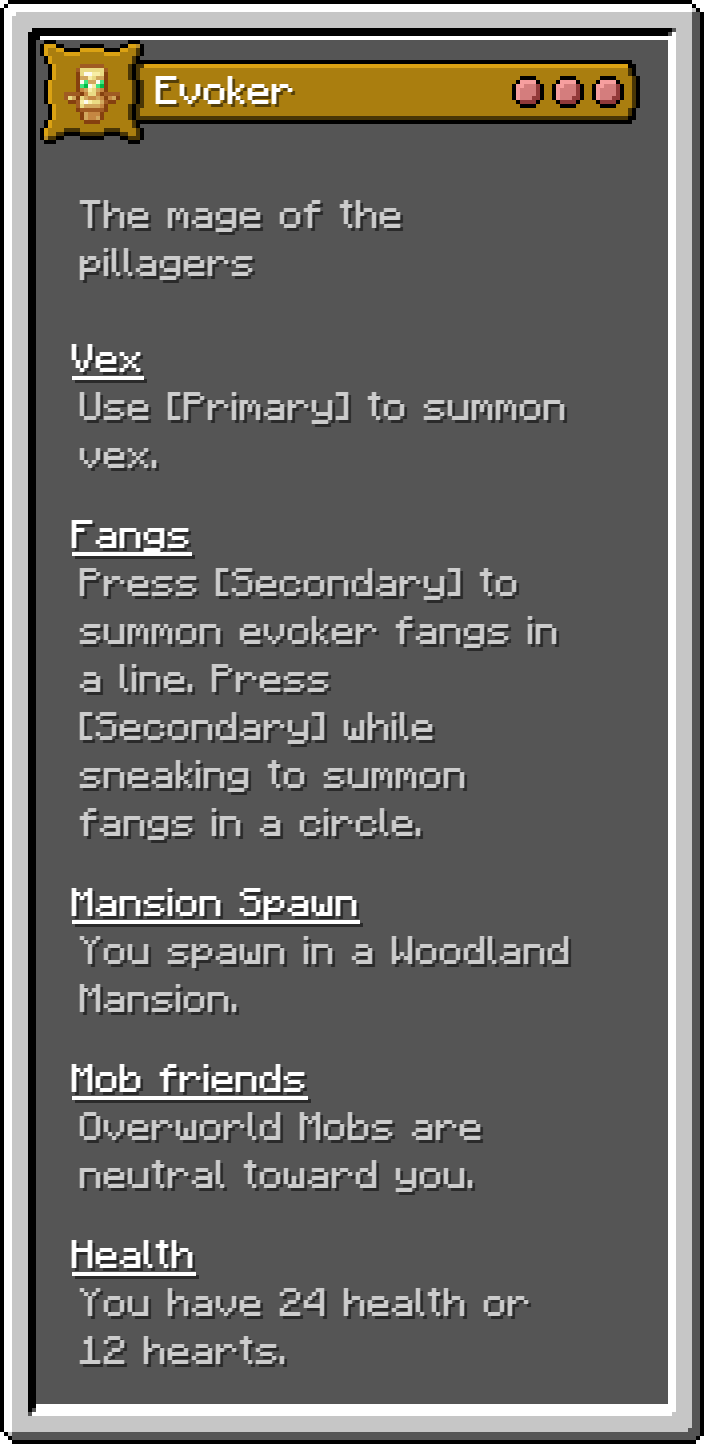 Evoker
The mage of the
pillagers
Vex
Use [Primary] to summon
vex.
Fangs
Press [Secondary] to
summon evoker fangs in
a line. Press
[Secondary] while
sneaking to summon
fangs in a circle.
Mansion Spawn
You spawn in a Woodland
Mansion.
Mob friends
Overworld Mobs are
neutral toward you.
Health
You have 24 health or
12 hearts.